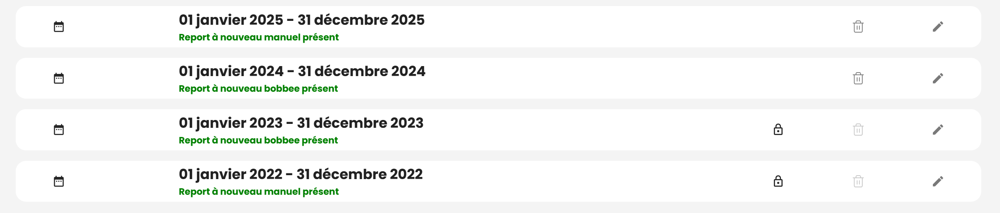 01 janvier 2025 - 31 décembre 2025
Report à nouveau manuel présent
01 janvier 2024 - 31 décembre 2024
Report à nouveau bobbee présent
01 janvier 2023 - 31 décembre 2023
Report à nouveau bobbee présent
01 janvier 2022 - 31 décembre 2022
Report à nouveau manuel présent